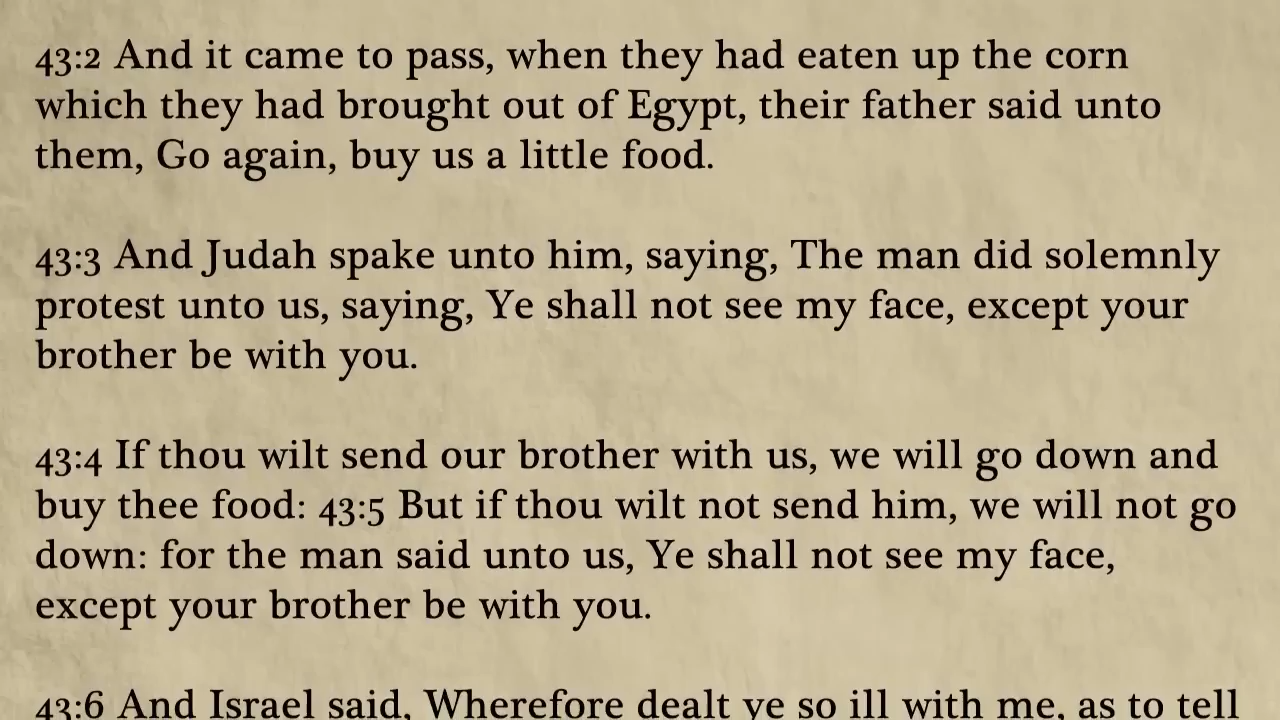 43:2 And it came to pass, when they had eaten up the corn
which they had brought out of Egypt, their father said unto
them, Go again, buy us a little food.
43:3 And Judah spake unto him, saying, The man did solemnly
protest unto us, saying, Ye shall not see my face, except your
brother be with you.
43:4 If thou wilt send our brother with us, we will go down and
buy thee food: 43:5 But if thou wilt not send him, we will not go
down: for the man said unto us, Ye shall not see my face,
except your brother be with you.
43:6 And Israel said, Wherefore dealt ye so ill with me, as to tell